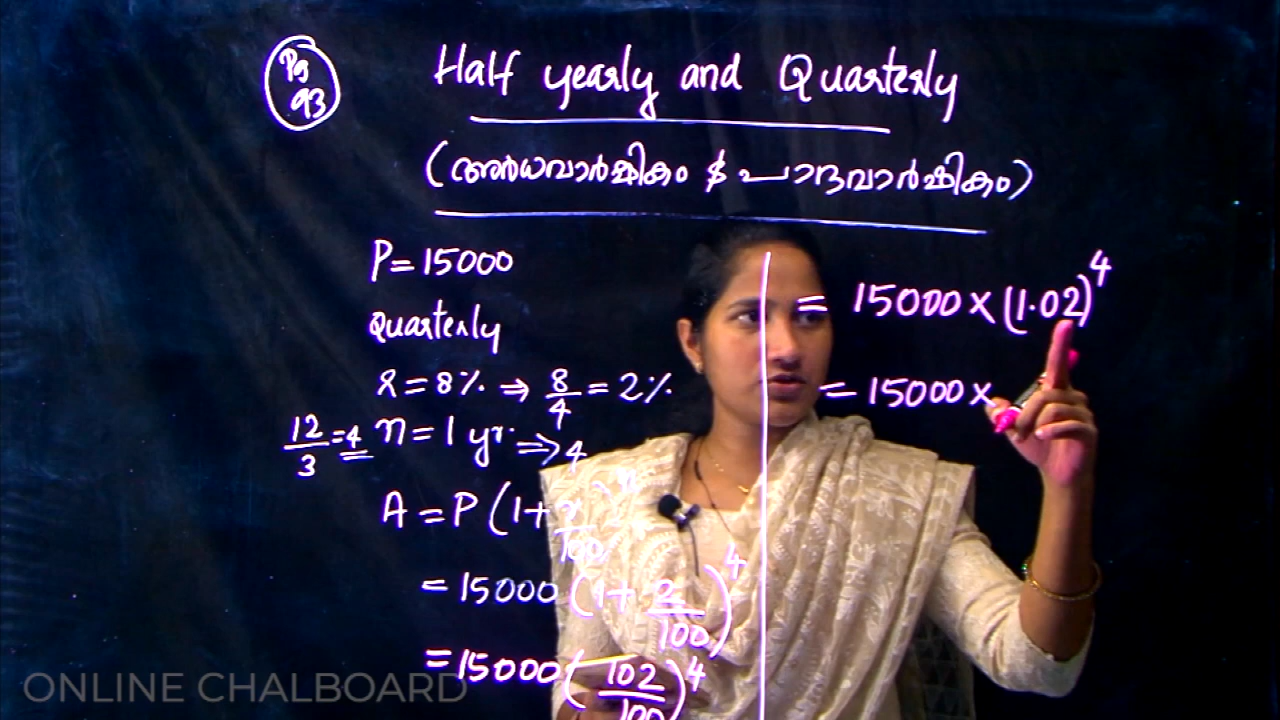 Pg 93
Half yearly and Quarterly
(അർധവാർഷികം & പാദവാർഷികം)
P = 15000
Quarterly
r = 8% ⇒ 8/4 = 2%
12/3 = 4
n = 1 yr. ⇒ 4
A = P (1 + r/100)^n
= 15000 (1 + 2/100)^4
= 15000 (102/100)^4
= 15000 × (1.02)^4
= 15000 ×
ONLINE CHALBOARD